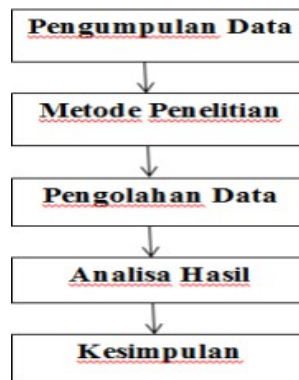 Pengumpulan Data
Metode Penelitian
Pengolahan Data
Analisa Hasil
Kesimpulan